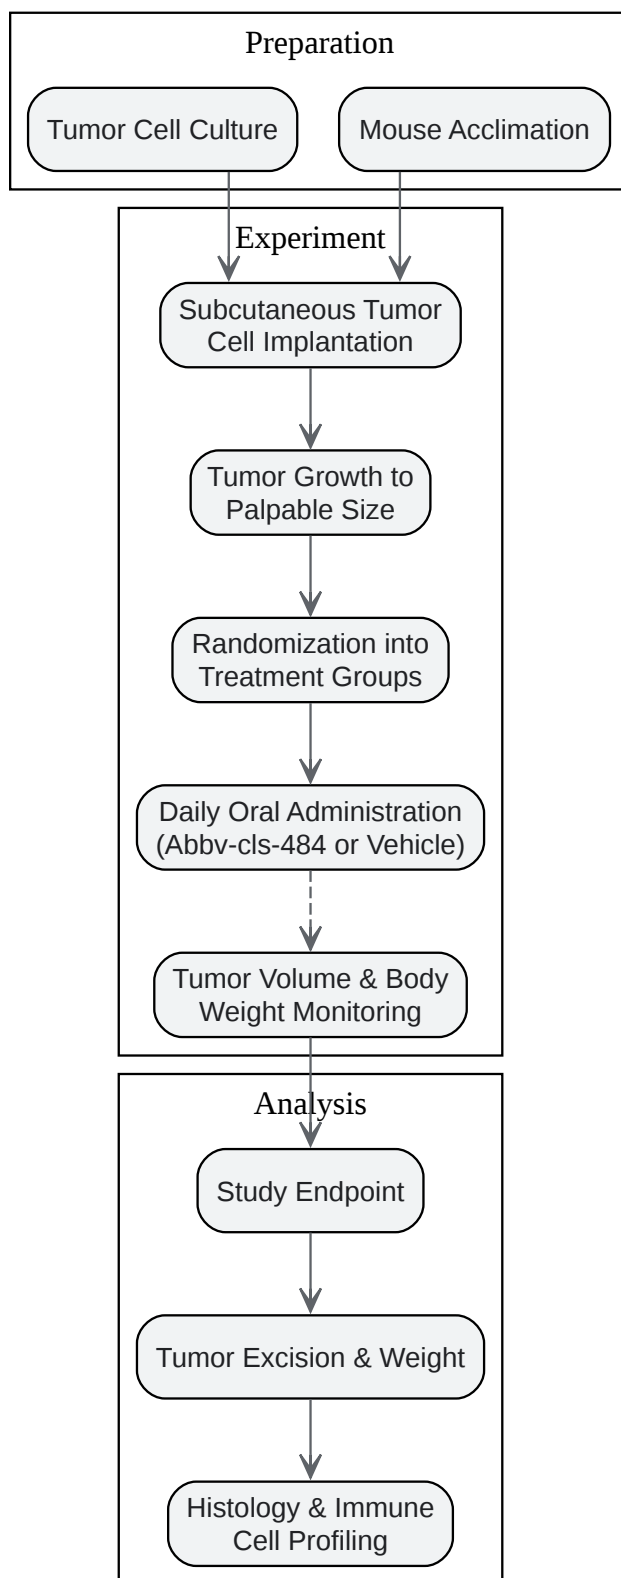 Preparation
Tumor Cell Culture
Mouse Acclimation
Experiment
Subcutaneous Tumor
Cell Implantation
Tumor Growth to
Palpable Size
Randomization into
Treatment Groups
Daily Oral Administration
(Abbv-cls-484 or Vehicle)
Tumor Volume & Body
Weight Monitoring
Analysis
Study Endpoint
Tumor Excision & Weight
Histology & Immune
Cell Profiling